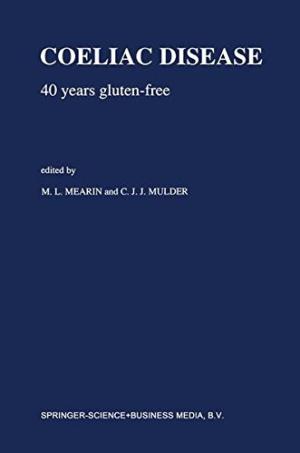 COELIAC DISEASE
40 years gluten-free
edited by
M. L. MEARIN and C. J. J. MULDER
SPRINGER-SCIENCE+BUSINESS MEDIA, B.V.